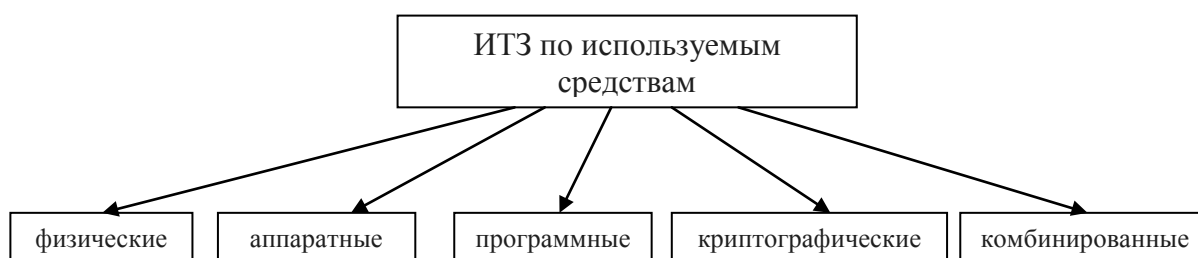 ИТЗ по используемым
средствам
физические
аппаратные
программные
криптографические
комбинированные